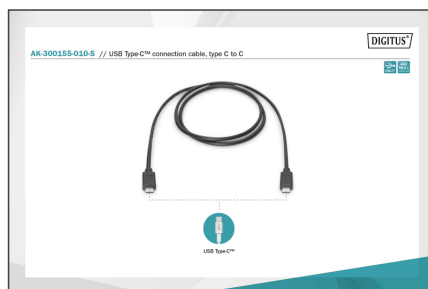 DIGITUS®
AK-300155-010-S // USB Type-C™ connection cable, type C to C
USB Type-C™